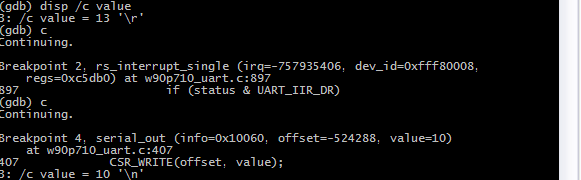 (gdb) disp /c value
3: /c value = 13 '\r'
(gdb) c
Continuing.
Breakpoint 2, rs_interrupt_single (irq=-757935406, dev_id=0xfff80008,
regs=0xc5db0) at w90p710_uart.c:897
897 if (status & UART_IIR_DR)
(gdb) c
Continuing.
Breakpoint 4, serial_out (info=0x10060, offset=-524288, value=10)
at w90p710_uart.c:407
407 CSR_WRITE(offset, value);
3: /c value = 10 '\n'